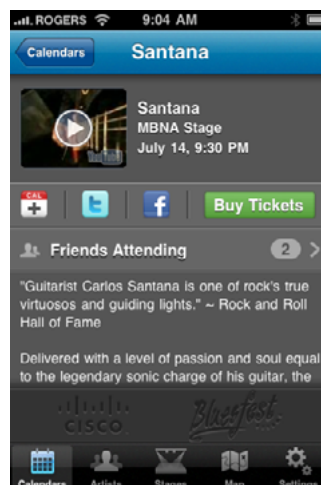 ROGERS 9:04 AM
Calendars Santana
Santana
MBNA Stage
July 14, 9:30 PM
CAL
Buy Tickets
Friends Attending 2
"Guitarist Carlos Santana is one of rock's true
virtuosos and guiding lights." ~ Rock and Roll
Hall of Fame
Delivered with a level of passion and soul equal
to the legendary sonic charge of his guitar, the
CISCO Bluesfest
Calendars Artists Stages Map Settings